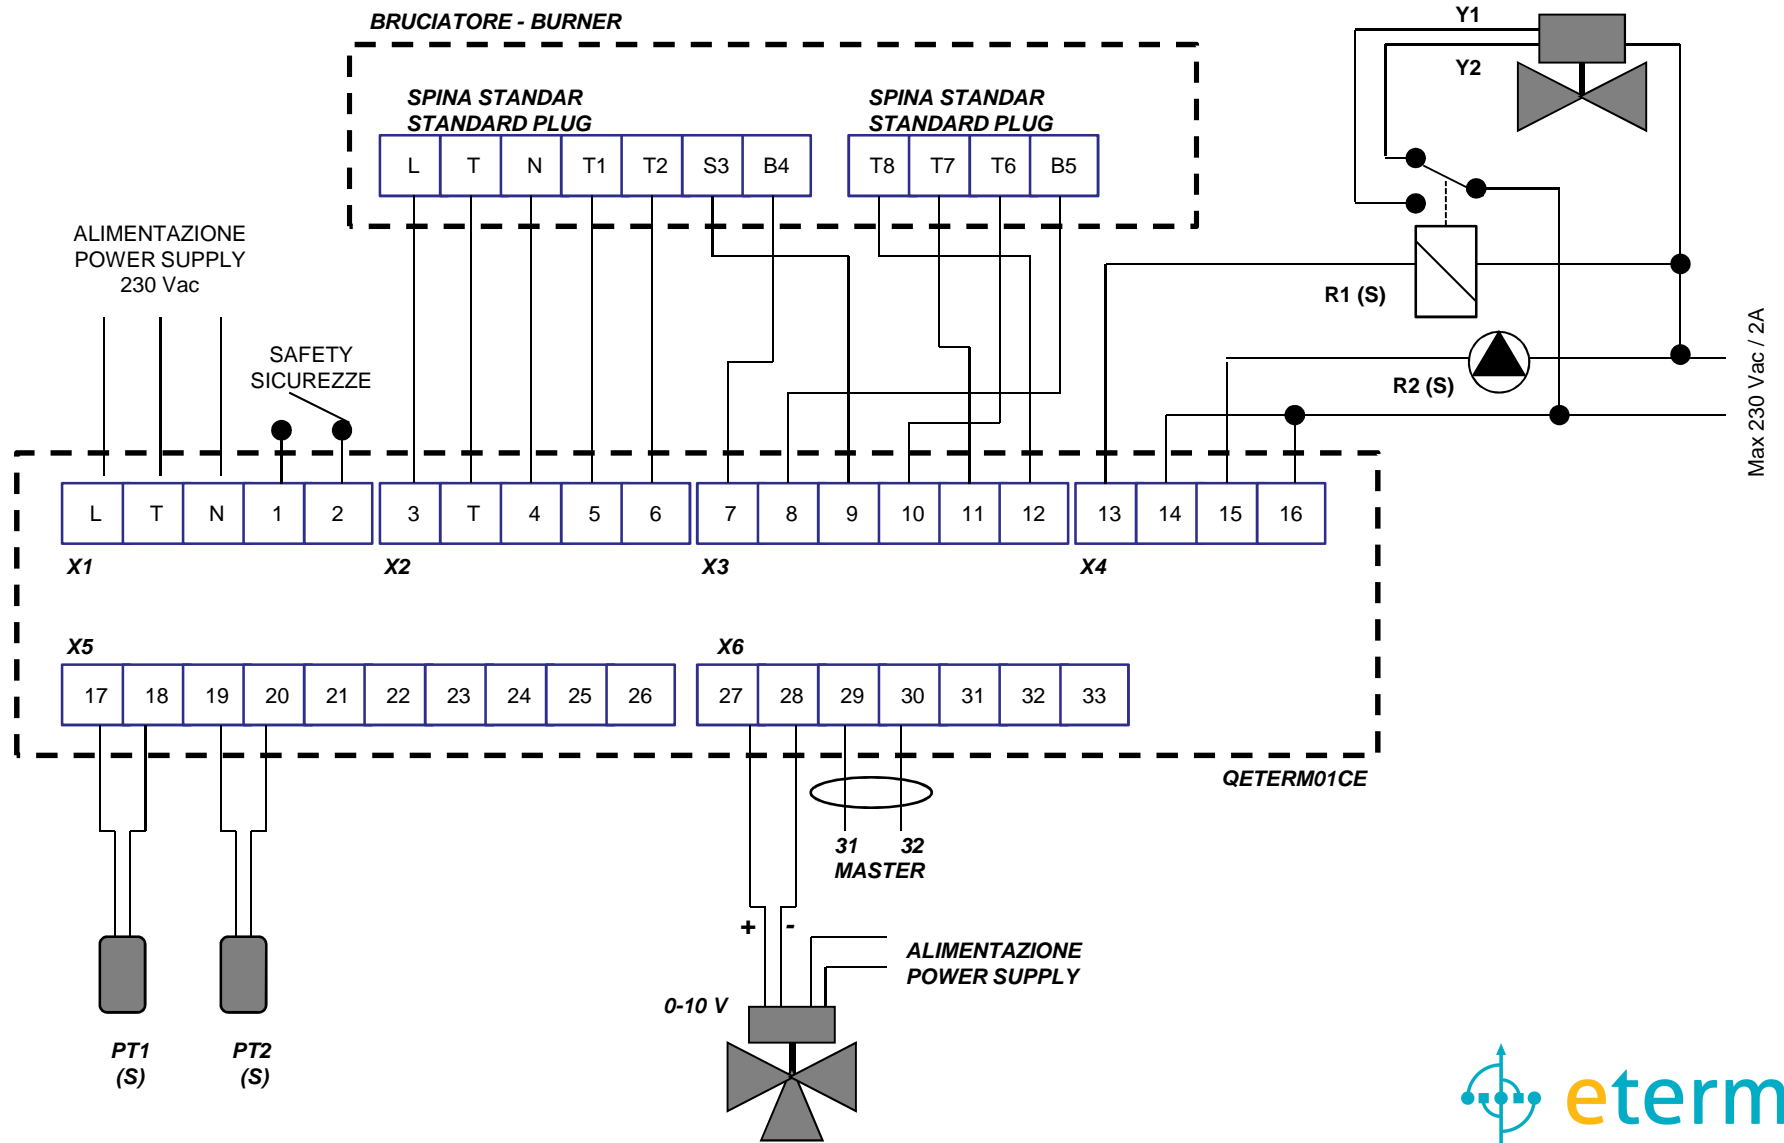 BRUCIATORE - BURNER
Y1
Y2
SPINA STANDAR
STANDARD PLUG
SPINA STANDAR
STANDARD PLUG
L T N T1 T2 S3 B4
T8 T7 T6 B5
ALIMENTAZIONE
POWER SUPPLY
230 Vac
SAFETY
SICUREZZE
R1 (S)
R2 (S)
Max 230 Vac / 2A
L T N 1 2
3 T 4 5 6
7 8 9 10 11 12
13 14 15 16
X1
X2
X3
X4
X5
X6
17 18 19 20 21 22 23 24 25 26
27 28 29 30 31 32 33
QETERM01CE
31 32
MASTER
+ -
ALIMENTAZIONE
POWER SUPPLY
0-10 V
PT1
(S)
PT2
(S)
eterm